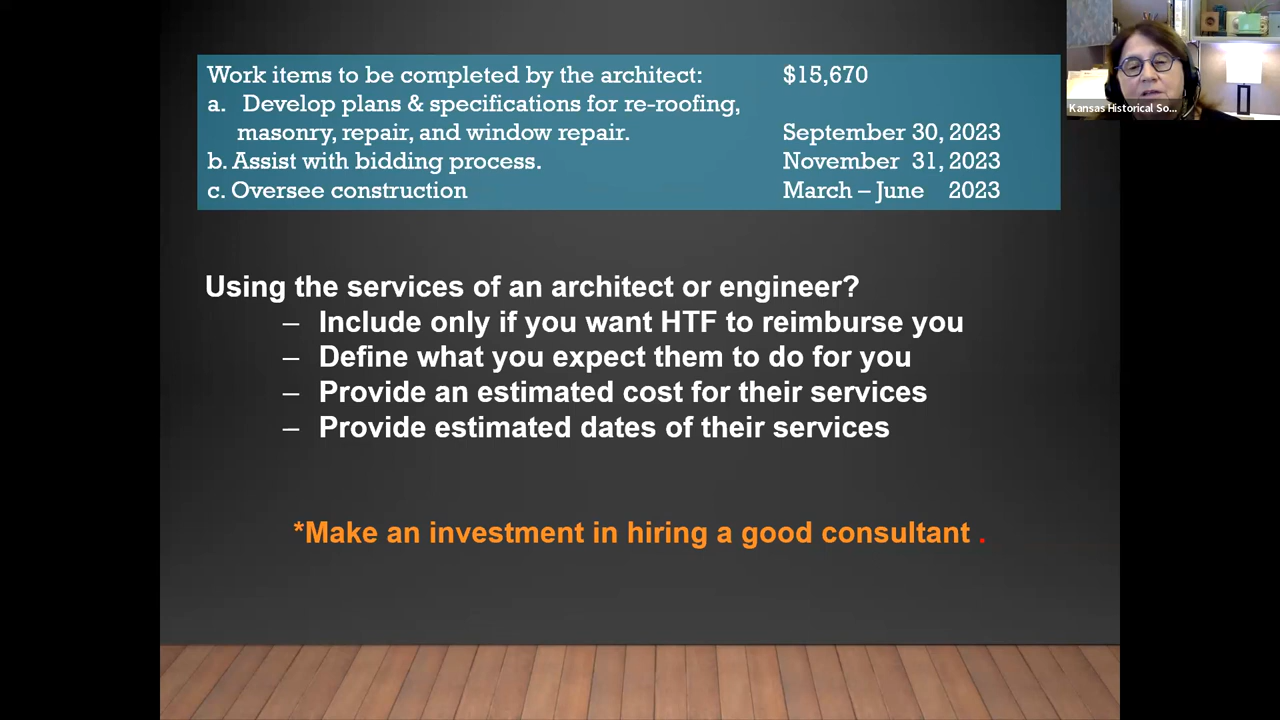 Work items to be completed by the architect: $15,670
a. Develop plans & specifications for re-roofing,
masonry, repair, and window repair. September 30, 2023
b. Assist with bidding process. November 31, 2023
c. Oversee construction March – June 2023
Kansas Historical So...
Using the services of an architect or engineer?
– Include only if you want HTF to reimburse you
– Define what you expect them to do for you
– Provide an estimated cost for their services
– Provide estimated dates of their services
*Make an investment in hiring a good consultant .